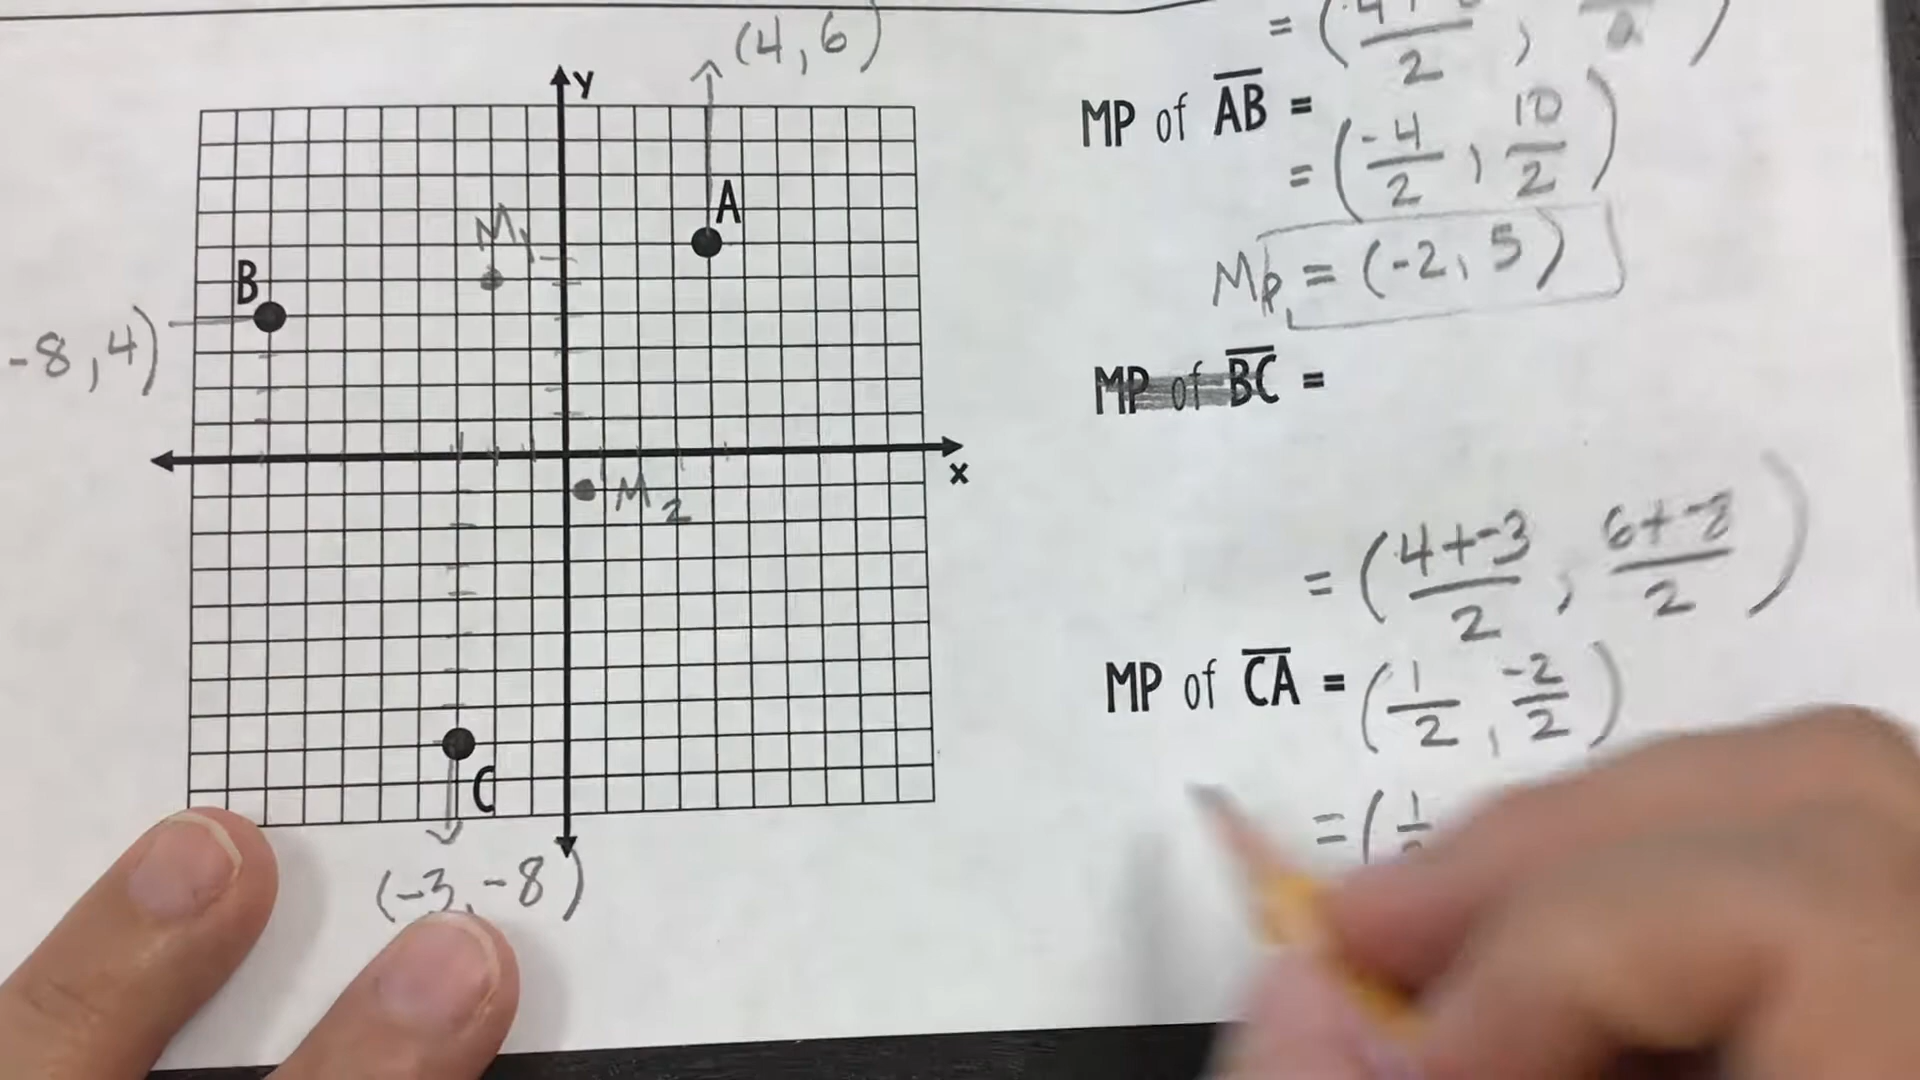 (4, 6)
y
A
M1
B
-8, 4)
x
M2
C
(-3, -8)
2
MP of AB =
= (-4/2, 10/2)
MP1 = (-2, 5)
MP of BC =
= (4+-3/2, 6+-8/2)
MP of CA = (1/2, -2/2)
= (1